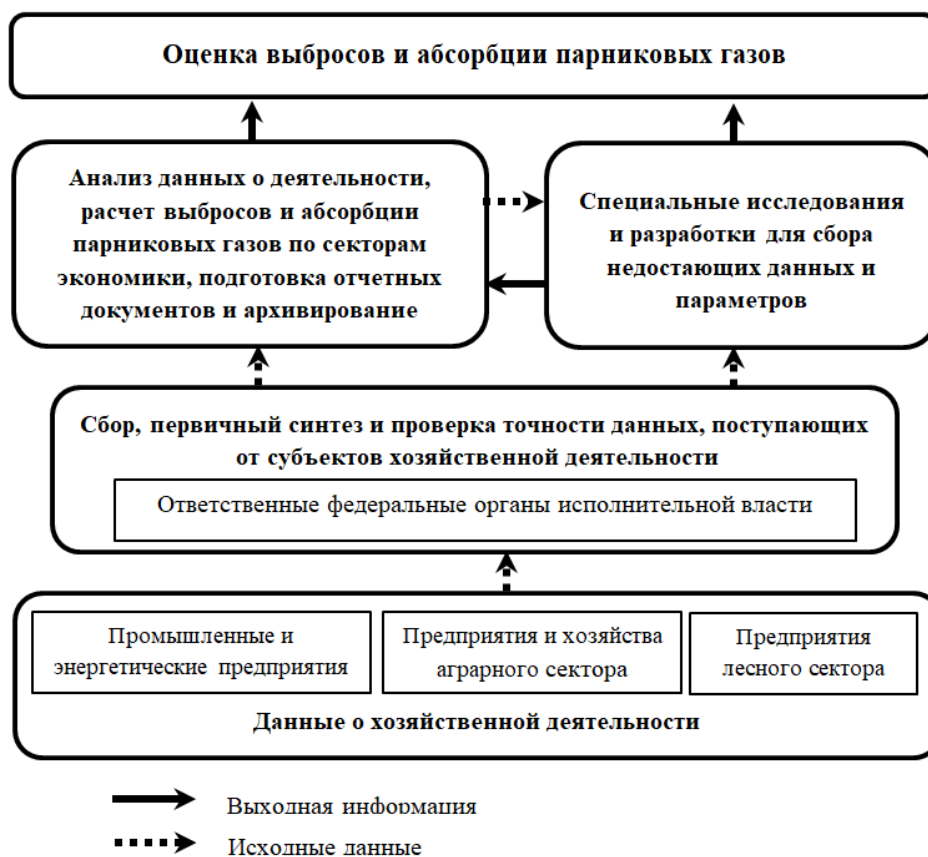 Оценка выбросов и абсорбции парниковых газов
Анализ данных о деятельности,
расчет выбросов и абсорбции
парниковых газов по секторам
экономики, подготовка отчетных
документов и архивирование
Специальные исследования
и разработки для сбора
недостающих данных и
параметров
Сбор, первичный синтез и проверка точности данных, поступающих
от субъектов хозяйственной деятельности
Ответственные федеральные органы исполнительной власти
Промышленные и
энергетические предприятия
Предприятия и хозяйства
аграрного сектора
Предприятия
лесного сектора
Данные о хозяйственной деятельности
Выходная информация
Исходные данные